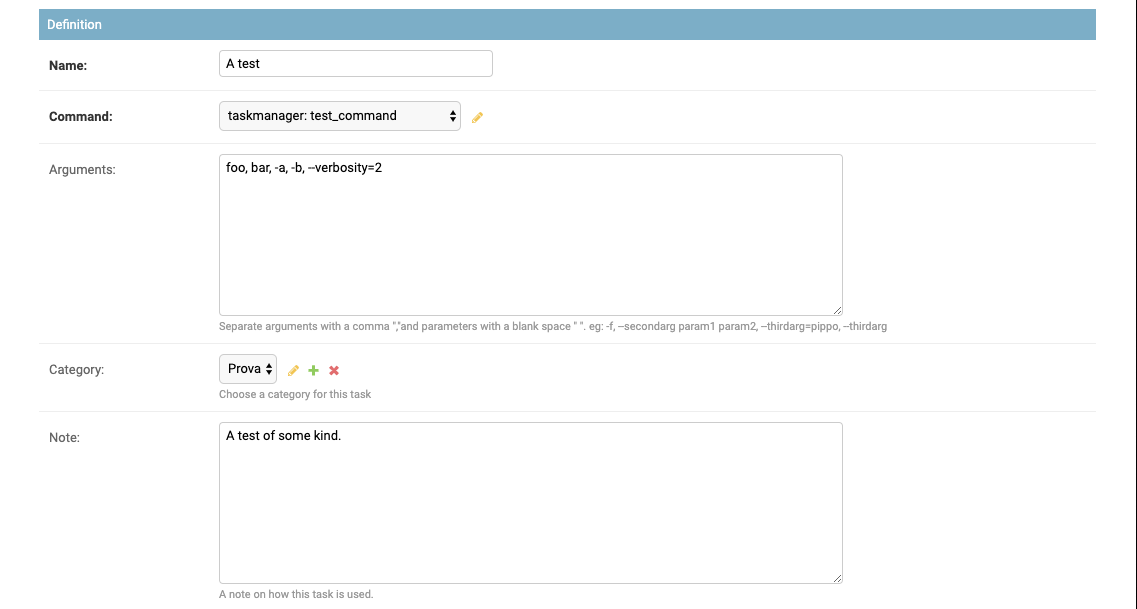 Definition
Name:
A test
Command:
taskmanager: test_command
Arguments:
foo, bar, -a, -b, --verbosity=2
Separate arguments with a comma ","and parameters with a blank space " ". eg: -f, --secondarg param1 param2, --thirdarg=pippo, --thirdarg
Category:
Prova
Choose a category for this task
Note:
A test of some kind.
A note on how this task is used.